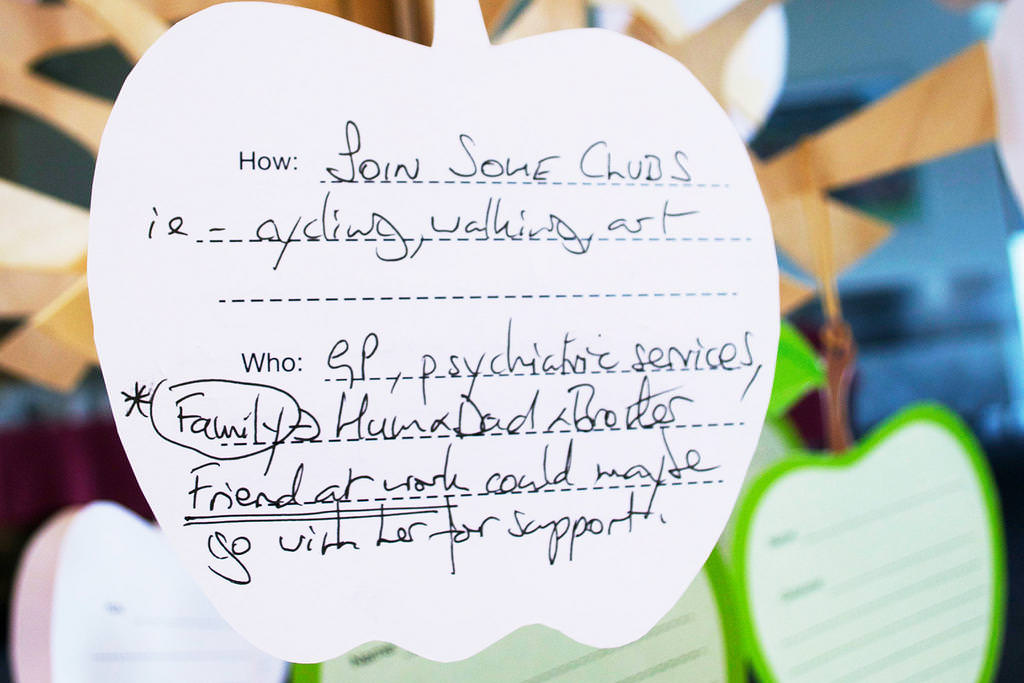 How: JOIN SOME CLUBS
ie - cycling, walking, art
Who: GP, psychiatric services,
* Family → Mum & Dad & Brother
Friend at work could maybe
go with her for support.
Name